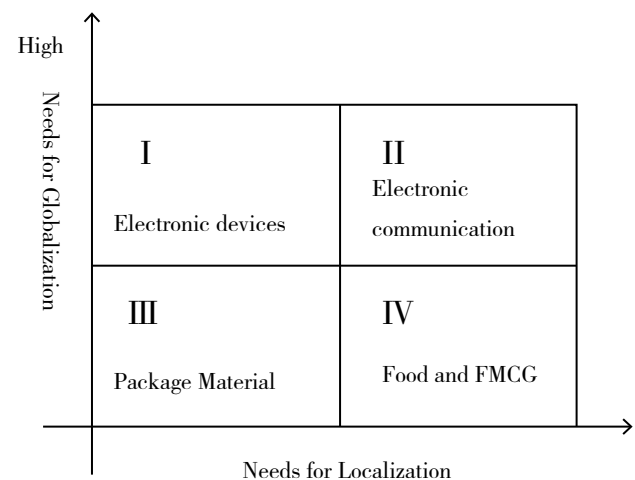 High
Needs for Globalization
I
Electronic devices
II
Electronic
communication
III
Package Material
IV
Food and FMCG
Needs for Localization